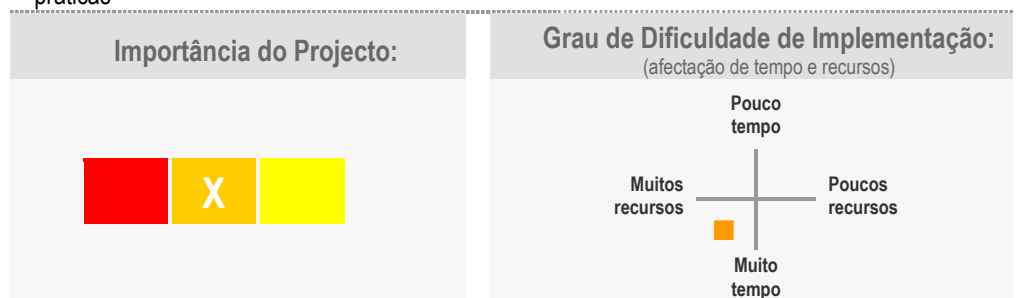 práticas
Importância do Projecto:
X
Grau de Dificuldade de Implementação:
(afectação de tempo e recursos)
Pouco
tempo
Muitos
recursos
Poucos
recursos
Muito
tempo